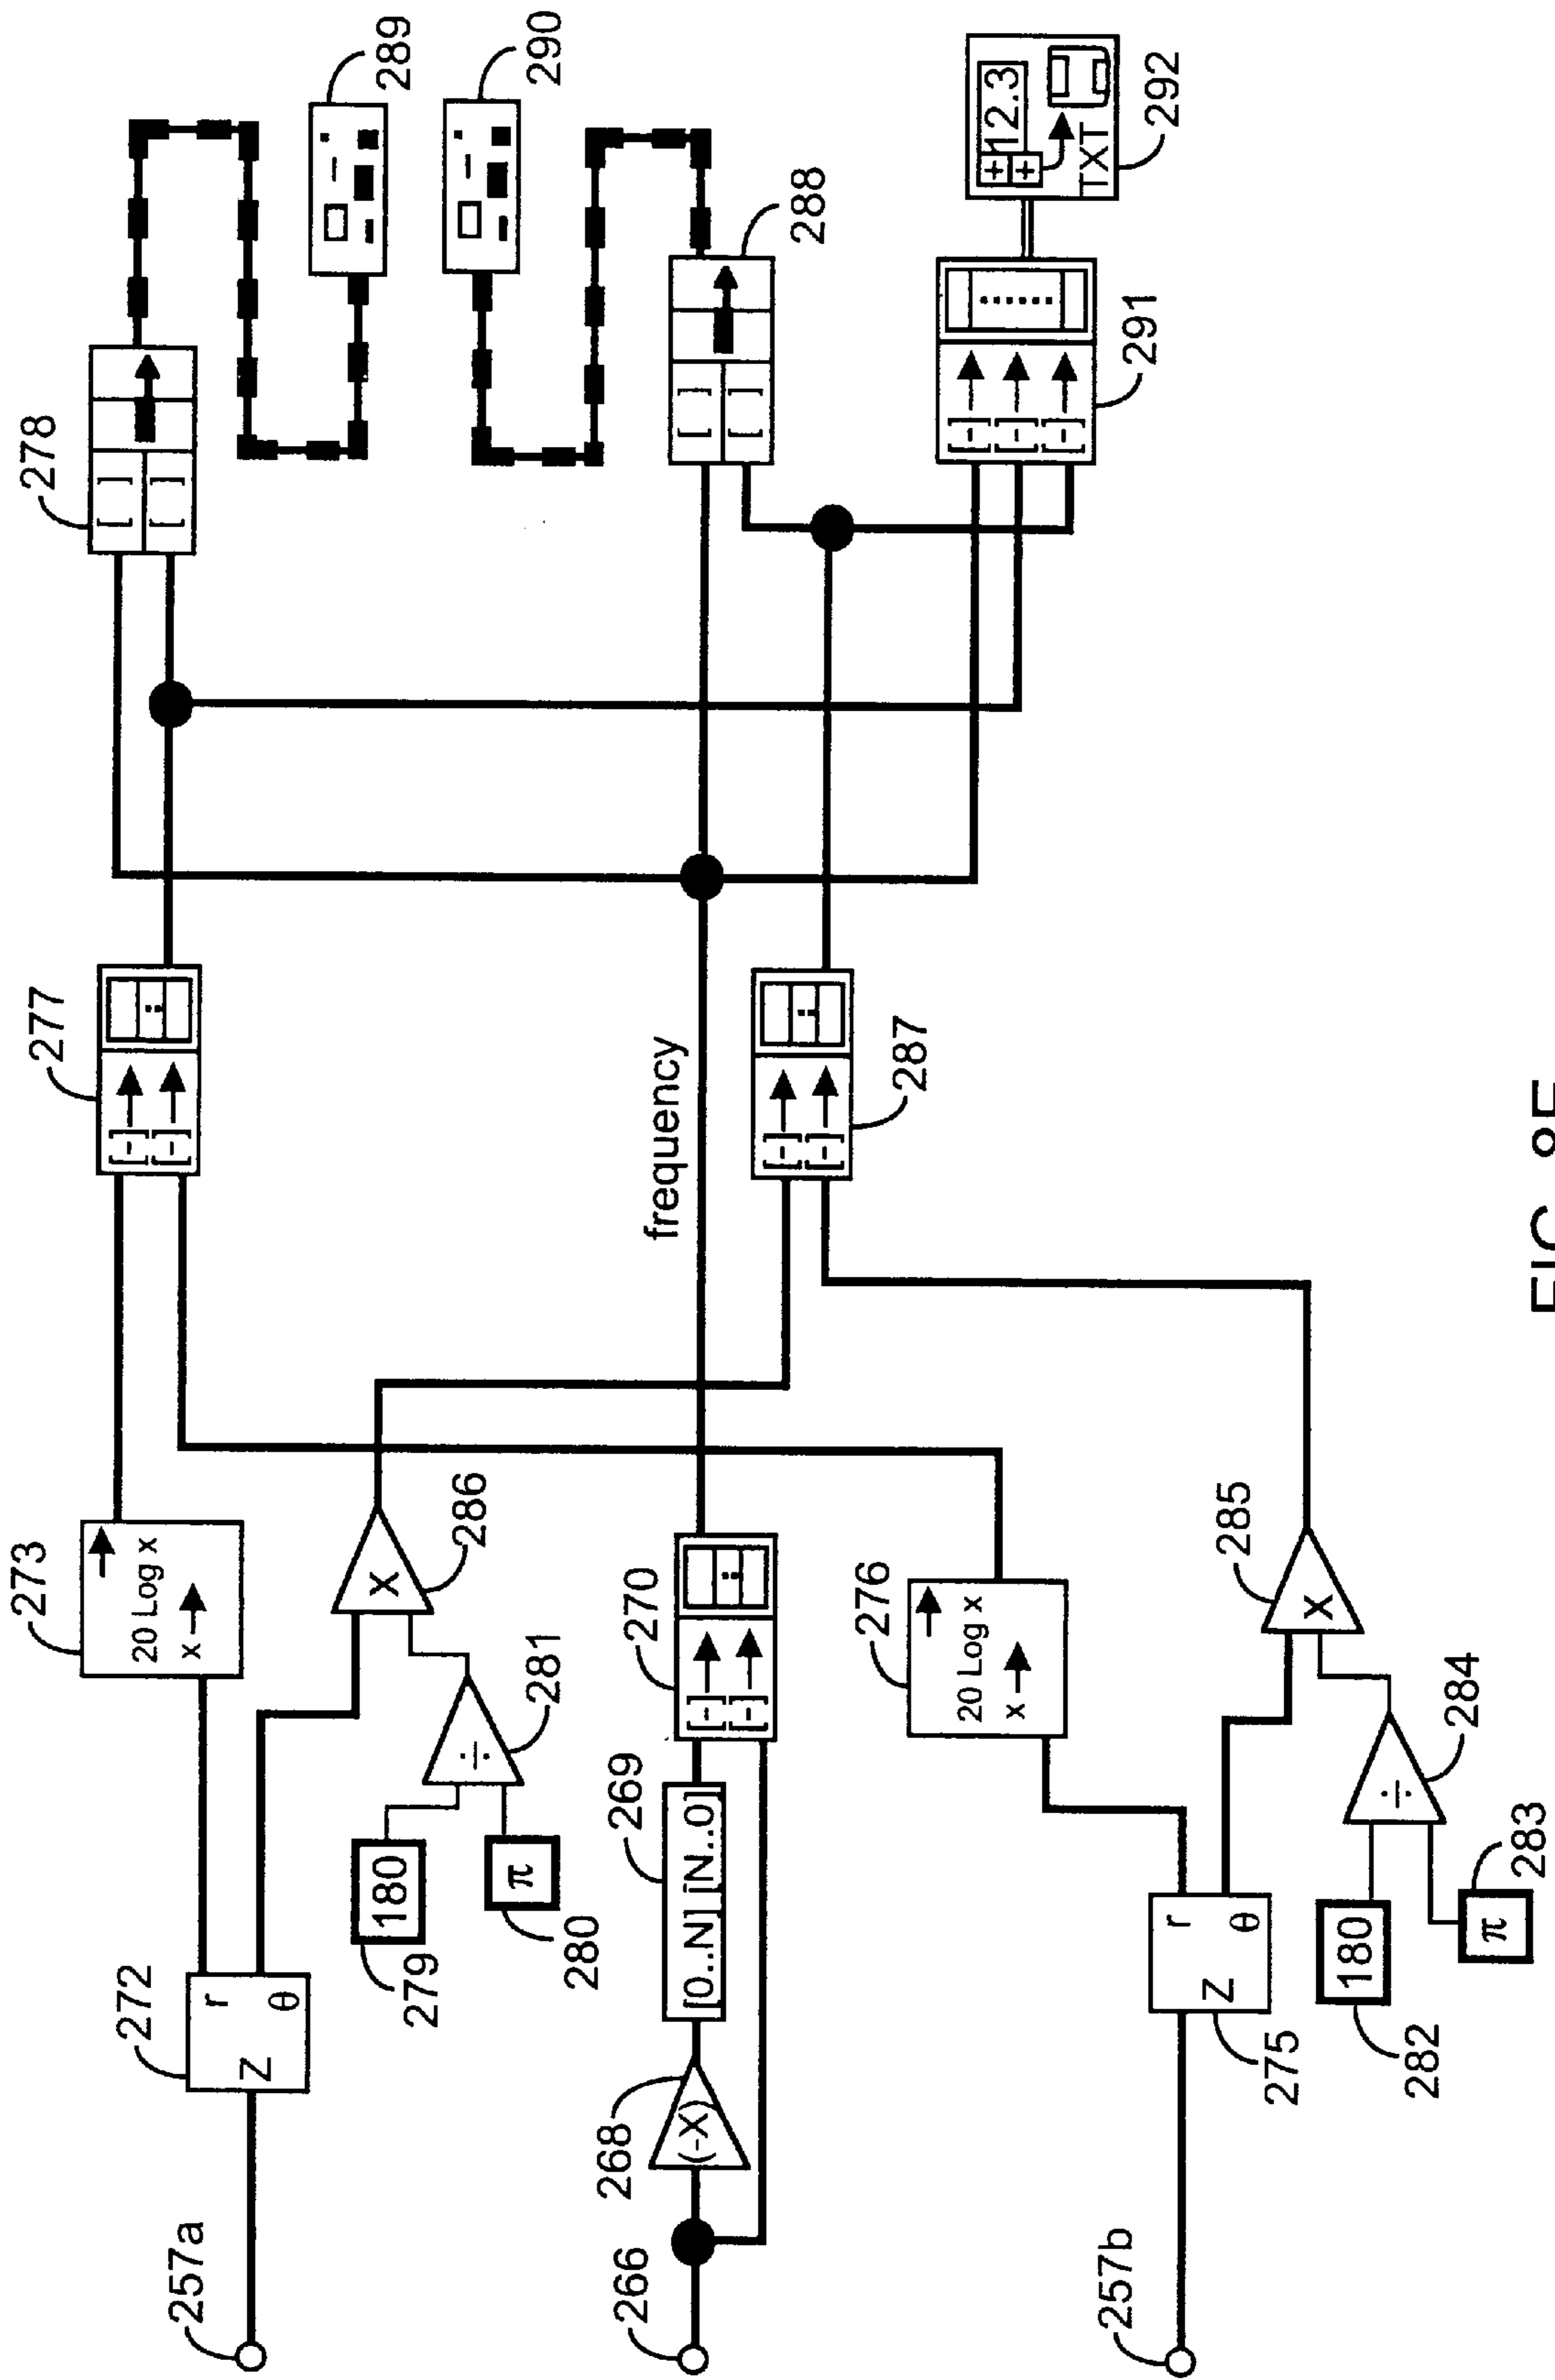 278
289
290
277
273
[ ]
[ ]
20 Log x
x
[-]
[-]
272
257a
r
Z
θ
286
X
279
180
281
÷
280
π
288
[ ]
[ ]
frequency
270
[-]
[-]
269
[0..N] [N..0]
268
(-X)
266
287
[-]
[-]
276
20 Log x
x
291
[-]
[-]
[-]
12.3
+
+
TXT
292
257b
275
r
Z
θ
285
X
282
180
284
÷
283
π